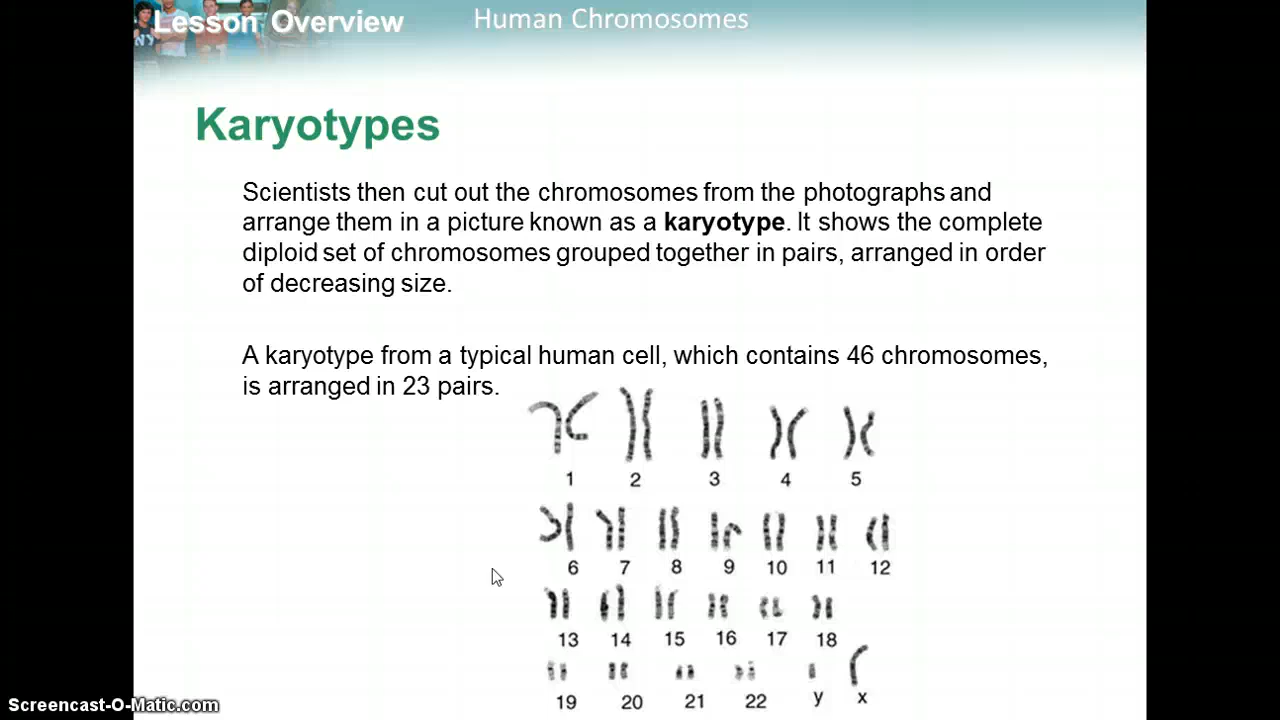 Lesson Overview Human Chromosomes
NY
Karyotypes
Scientists then cut out the chromosomes from the photographs and
arrange them in a picture known as a karyotype. It shows the complete
diploid set of chromosomes grouped together in pairs, arranged in order
of decreasing size.
A karyotype from a typical human cell, which contains 46 chromosomes,
is arranged in 23 pairs.
1 2 3 4 5
6 7 8 9 10 11 12
13 14 15 16 17 18
19 20 21 22 y x
Screencast-O-Matic.com